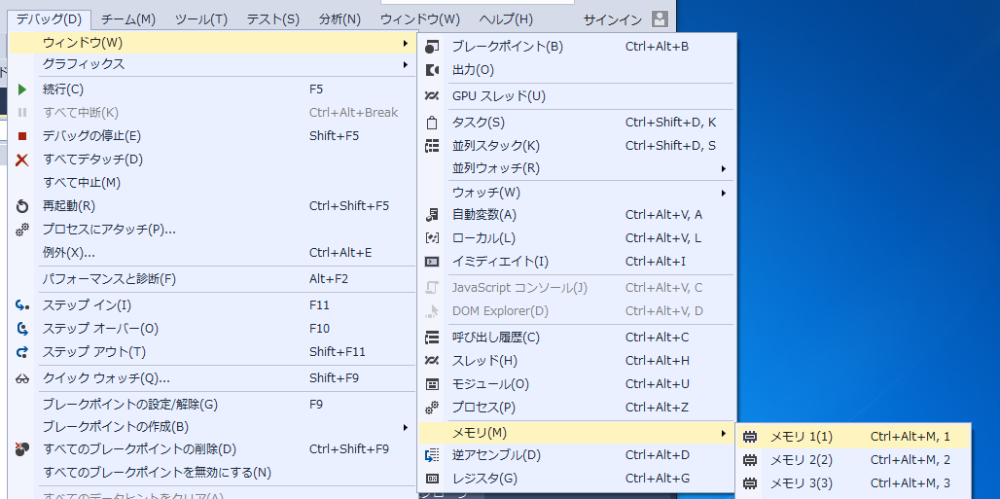 デバッグ(D) チーム(M) ツール(T) テスト(S) 分析(N) ウィンドウ(W) ヘルプ(H) サインイン
ウィンドウ(W)
グラフィックス
続行(C) F5
すべて中断(K) Ctrl+Alt+Break
デバッグの停止(E) Shift+F5
すべてデタッチ(D)
すべて中止(M)
再起動(R) Ctrl+Shift+F5
プロセスにアタッチ(P)...
例外(X)... Ctrl+Alt+E
パフォーマンスと診断(F) Alt+F2
ステップ イン(I) F11
ステップ オーバー(O) F10
ステップ アウト(T) Shift+F11
クイック ウォッチ(Q)... Shift+F9
ブレークポイントの設定/解除(G) F9
ブレークポイントの作成(B)
すべてのブレークポイントの削除(D) Ctrl+Shift+F9
すべてのブレークポイントを無効にする(N)
すべてのデータヒントをクリア(A)
ブレークポイント(B) Ctrl+Alt+B
出力(O)
GPU スレッド(U)
タスク(S) Ctrl+Shift+D, K
並列スタック(K) Ctrl+Shift+D, S
並列ウォッチ(R)
ウォッチ(W)
自動変数(A) Ctrl+Alt+V, A
ローカル(L) Ctrl+Alt+V, L
イミディエイト(I) Ctrl+Alt+I
JavaScript コンソール(J) Ctrl+Alt+V, C
DOM Explorer(D) Ctrl+Alt+V, D
呼び出し履歴(C) Ctrl+Alt+C
スレッド(H) Ctrl+Alt+H
モジュール(O) Ctrl+Alt+U
プロセス(P) Ctrl+Alt+Z
メモリ(M)
逆アセンブル(D) Ctrl+Alt+D
レジスタ(G) Ctrl+Alt+G
メモリ 1(1) Ctrl+Alt+M, 1
メモリ 2(2) Ctrl+Alt+M, 2
メモリ 3(3) Ctrl+Alt+M, 3